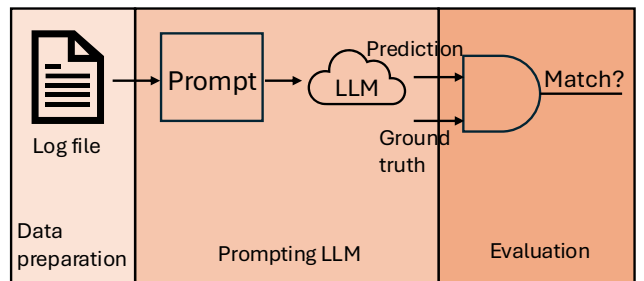 Log file
Data
preparation
Prompt
LLM
Prompting LLM
Prediction
Ground
truth
Match?
Evaluation